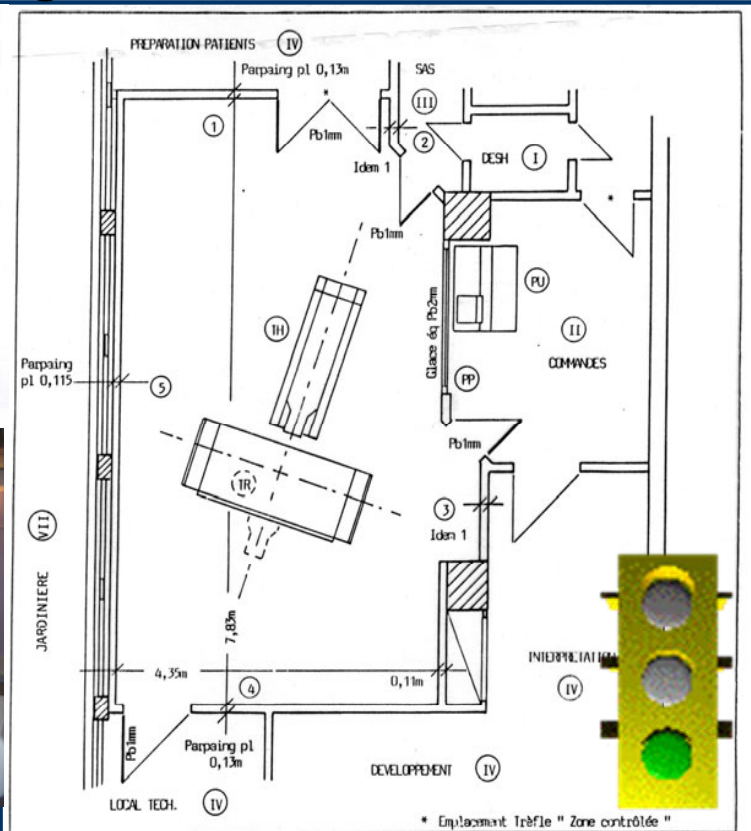 PREPARATION PATIENTS IV
Parpaing pl 0,13m
SAS
*
III
1
Pb1mm
2
Idem 1
DESH I
*
Pb1mm
Glace éq Pb2mm
PU
1H
II
COMMANDES
Parpaing
pl 0,115
5
PP
Pb1mm
1R
3
Idem 1
JARDINIERE VII
7,83m
4,35m
0,11m
INTERPRETATION
IV
4
Parpaing pl
0,13m
Pb1mm
DEVELOPPEMENT IV
LOCAL TECH. IV
* Emplacement Trèfle " Zone contrôlée "